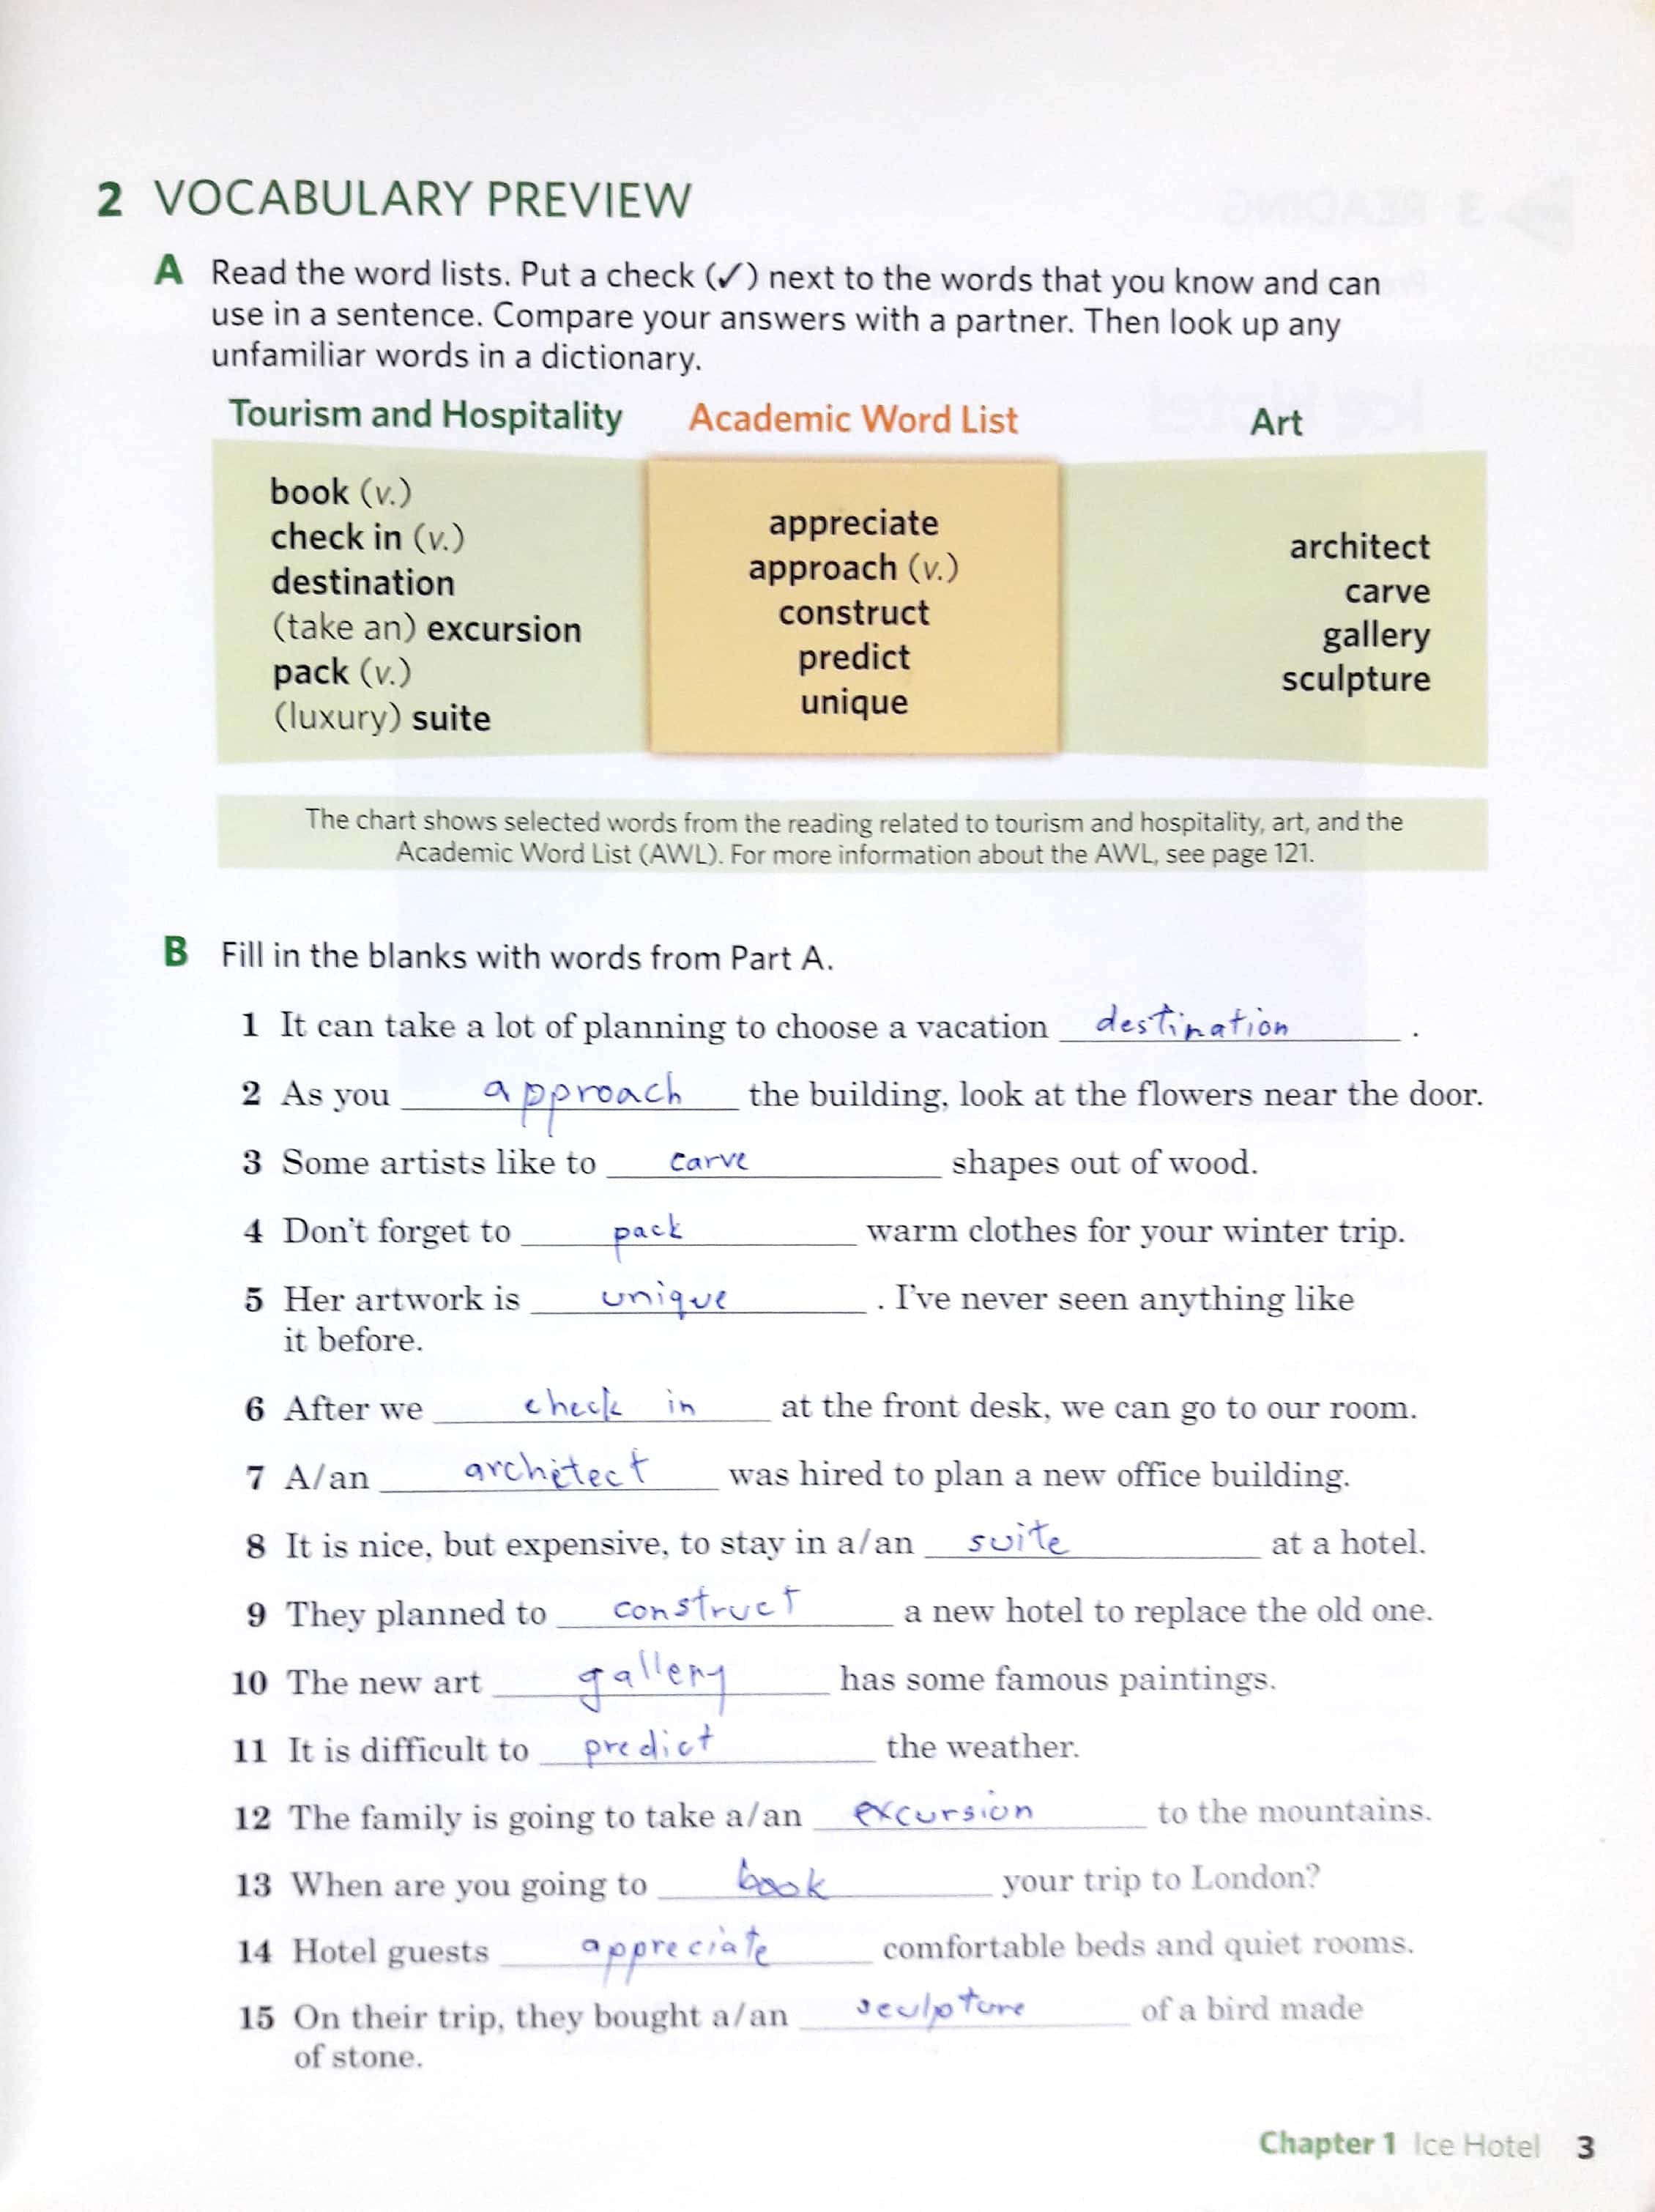 2 VOCABULARY PREVIEW
A Read the word lists. Put a check (✓) next to the words that you know and can
use in a sentence. Compare your answers with a partner. Then look up any
unfamiliar words in a dictionary.
Tourism and Hospitality
book (v.)
check in (v.)
destination
(take an) excursion
pack (v.)
(luxury) suite
Academic Word List
appreciate
approach (v.)
construct
predict
unique
Art
architect
carve
gallery
sculpture
The chart shows selected words from the reading related to tourism and hospitality, art, and the
Academic Word List (AWL). For more information about the AWL, see page 121.
B Fill in the blanks with words from Part A.
1 It can take a lot of planning to choose a vacation destination .
2 As you approach the building, look at the flowers near the door.
3 Some artists like to carve shapes out of wood.
4 Don't forget to pack warm clothes for your winter trip.
5 Her artwork is unique . I've never seen anything like
it before.
6 After we check in at the front desk, we can go to our room.
7 A/an architect was hired to plan a new office building.
8 It is nice, but expensive, to stay in a/an suite at a hotel.
9 They planned to construct a new hotel to replace the old one.
10 The new art gallery has some famous paintings.
11 It is difficult to predict the weather.
12 The family is going to take a/an excursion to the mountains.
13 When are you going to book your trip to London?
14 Hotel guests appreciate comfortable beds and quiet rooms.
15 On their trip, they bought a/an sculpture of a bird made
of stone.
Chapter 1 Ice Hotel 3